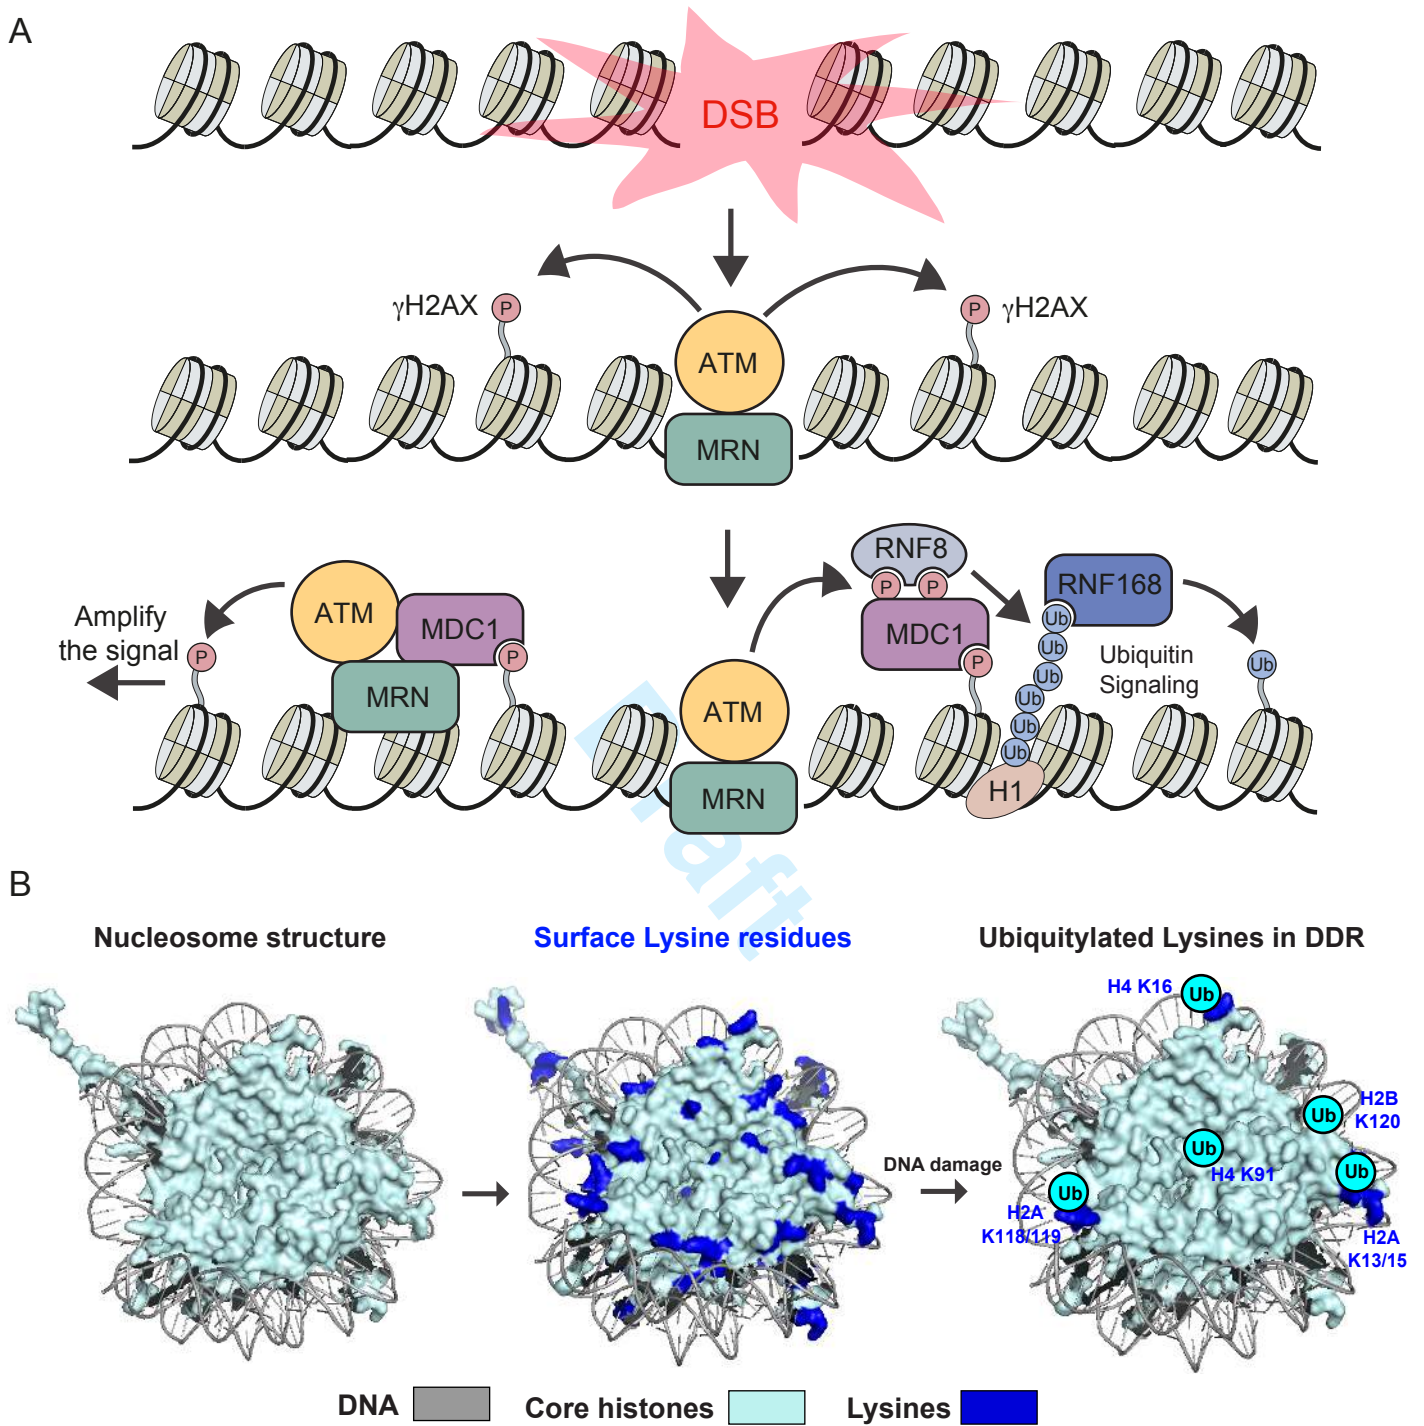 A
DSB
γH2AX
P
P
γH2AX
ATM
MRN
RNF8
P
P
RNF168
Amplify
the signal
P
ATM
MDC1
P
MRN
MDC1
P
Ub
Ub
Ub
Ub
Ub
Ub
Ubiquitin
Signaling
Ub
ATM
MRN
H1
Draft
B
Nucleosome structure
Surface Lysine residues
Ubiquitylated Lysines in DDR
H4 K16
Ub
H2B
K120
Ub
Ub
H4 K91
Ub
H2A
K13/15
Ub
H2A
K118/119
DNA damage
DNA
Core histones
Lysines